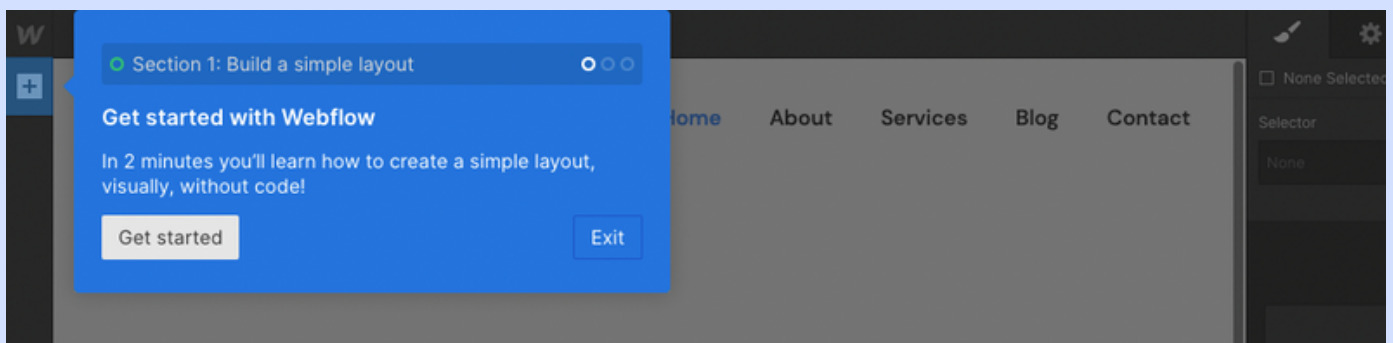 Section 1: Build a simple layout
Get started with Webflow
In 2 minutes you'll learn how to create a simple layout,
visually, without code!
Get started
Exit
Home About Services Blog Contact
None Selected
Selector
None